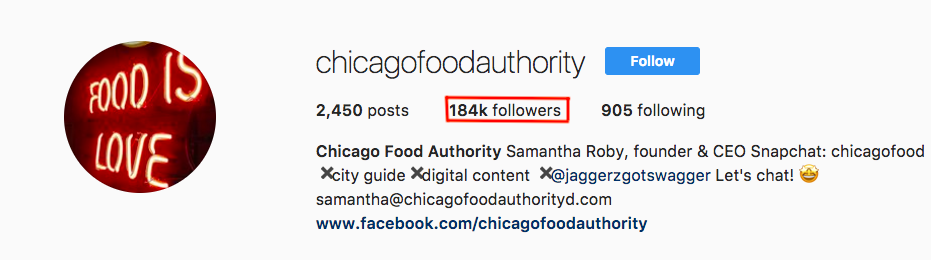 FOOD IS
LOVE
chicagofoodauthority Follow
2,450 posts 184k followers 905 following
Chicago Food Authority Samantha Roby, founder & CEO Snapchat: chicagofood
✖city guide ✖digital content ✖@jaggerzgotswagger Let's chat! 🤩
samantha@chicagofoodauthorityd.com
www.facebook.com/chicagofoodauthority